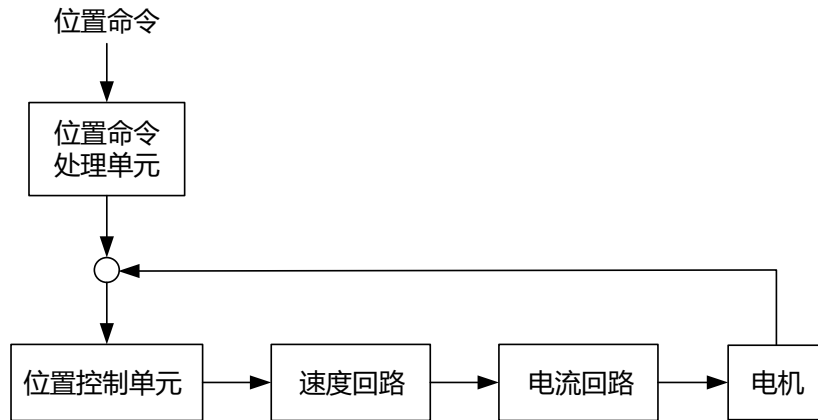 位置命令
位置命令
处理单元
位置控制单元
速度回路
电流回路
电机